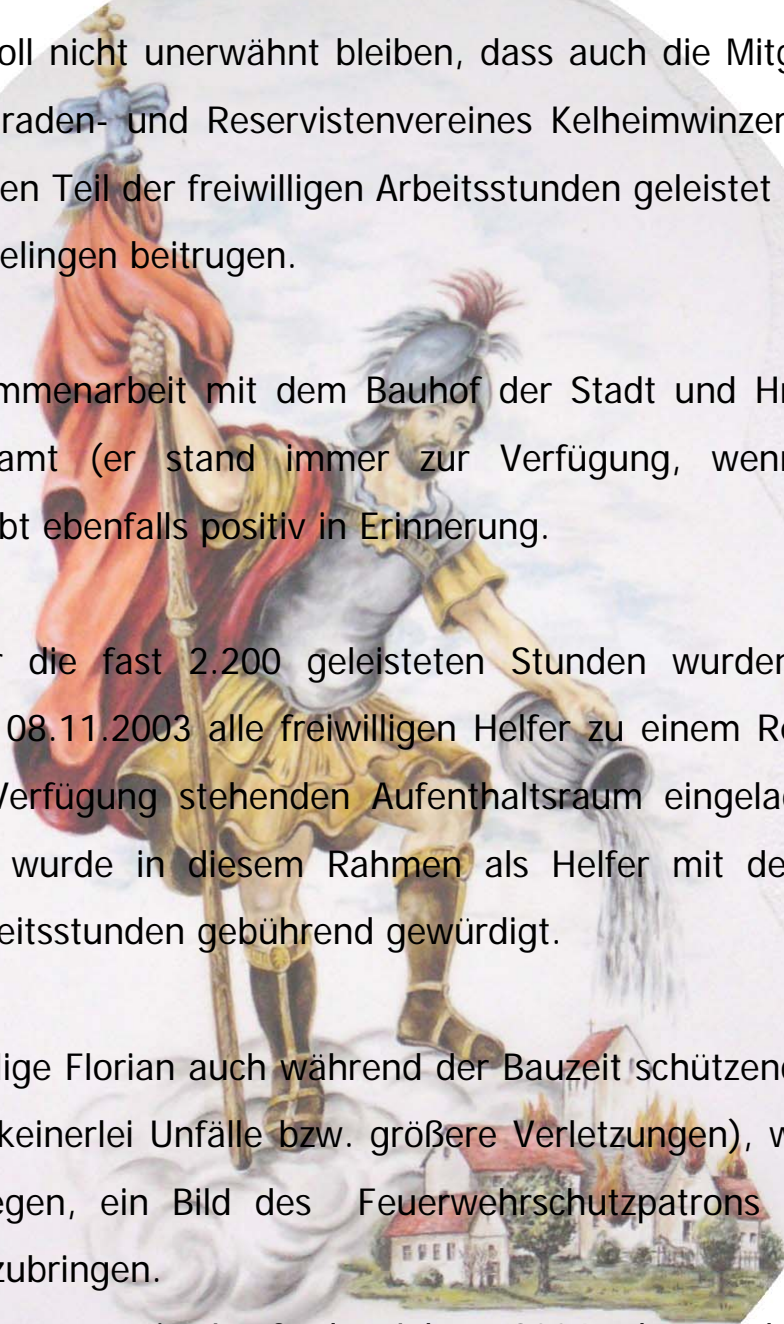 oll nicht unerwähnt bleiben, dass auch die Mitg
raden- und Reservistenvereines Kelheimwinzer
en Teil der freiwilligen Arbeitsstunden geleistet
elingen beitrugen.
mmenarbeit mit dem Bauhof der Stadt und Hr
amt (er stand immer zur Verfügung, wenn
bt ebenfalls positiv in Erinnerung.
r die fast 2.200 geleisteten Stunden wurden
08.11.2003 alle freiwilligen Helfer zu einem Re
Verfügung stehenden Aufenthaltsraum eingelad
wurde in diesem Rahmen als Helfer mit de
eitsstunden gebührend gewürdigt.
lige Florian auch während der Bauzeit schützend
keinerlei Unfälle bzw. größere Verletzungen), w
egen, ein Bild des Feuerwehrschutzpatrons
zubringen.